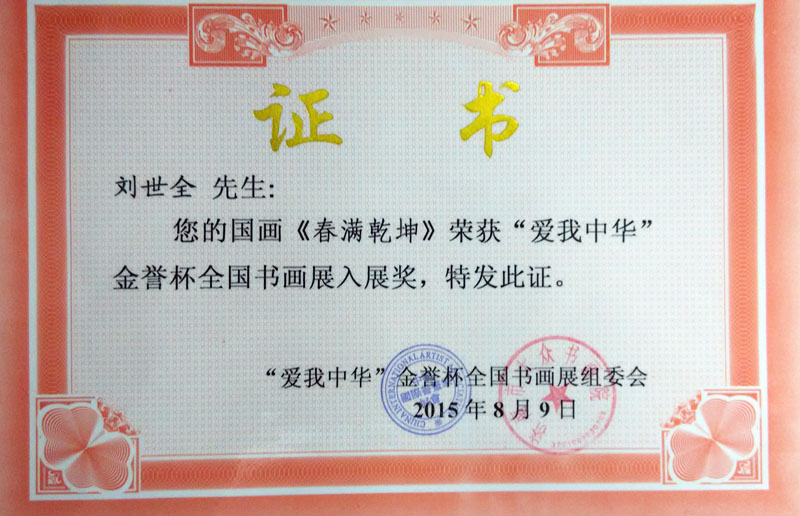 证 书
刘世全 先生:
您的国画《春满乾坤》荣获“爱我中华”
金誉杯全国书画展入展奖，特发此证。
“爱我中华”金誉杯全国书画展组委会
2015年8月9日
CHINA INTERNATIONAL ARTIST